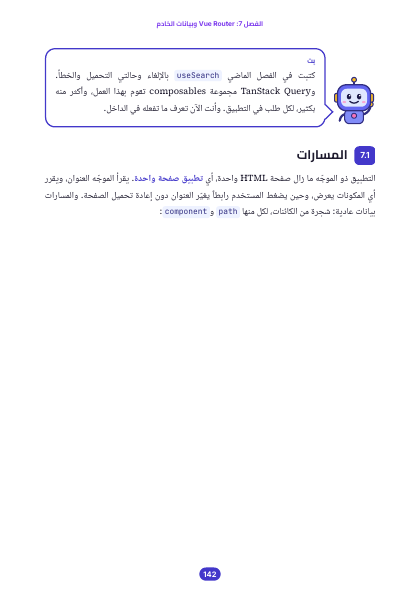 الفصل 7: Vue Router وبيانات الخادم
بت
كتبت في الفصل الماضي useSearch بالإلغاء وحالتي التحميل والخطأ.
وTanStack Query مجموعة composables تقوم بهذا العمل، وأكثر منه
بكثير، لكل طلب في التطبيق. وأنت الآن تعرف ما تفعله في الداخل.
7.1 المسارات
التطبيق ذو الموجّه ما زال صفحة HTML واحدة، أي تطبيق صفحة واحدة. يقرأ الموجّه العنوان، ويقرر
أي المكونات يعرض، وحين يضغط المستخدم رابطاً يغيّر العنوان دون إعادة تحميل الصفحة. والمسارات
بيانات عادية: شجرة من الكائنات، لكل منها path و component:
142